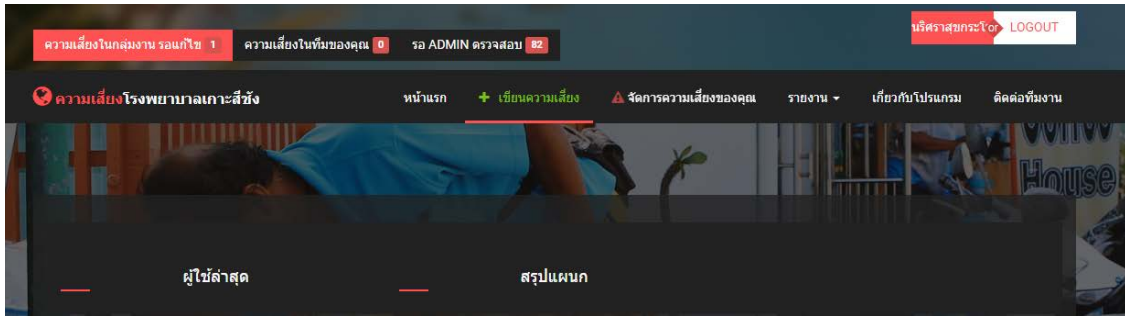 ความเสี่ยงในกลุ่มงาน รอแก้ไข 1 ความเสี่ยงในทีมของคุณ 0 รอ ADMIN ตรวจสอบ 82
LOGOUT
ความเสี่ยงโรงพยาบาลเกาะสีชัง หน้าแรก + เขียนความเสี่ยง จัดการความเสี่ยงของคุณ รายงาน เกี่ยวกับโปรแกรม ติดต่อทีมงาน
House
ผู้ใช้ล่าสุด สรุปแผนก